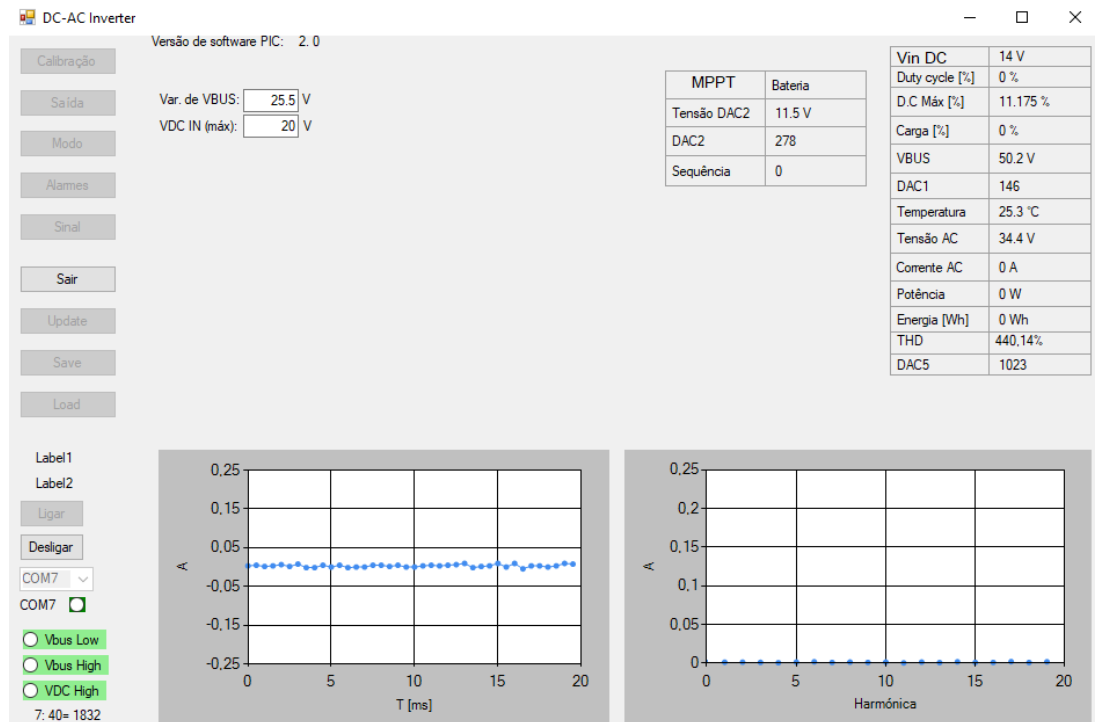 DC-AC Inverter
Versão de software PIC: 2. 0
Calibração
Saída
Modo
Alarmes
Sinal
Sair
Update
Save
Load
Label1
Label2
Ligar
Desligar
COM7
COM7
Vbus Low
Vbus High
VDC High
7: 40= 1832
Var. de VBUS: 25.5 V
VDC IN (máx): 20 V
MPPT Bateria
Tensão DAC2 11.5 V
DAC2 278
Sequência 0
Vin DC 14 V
Duty cycle [%] 0 %
D.C Máx [%] 11.175 %
Carga [%] 0 %
VBUS 50.2 V
DAC1 146
Temperatura 25.3 °C
Tensão AC 34.4 V
Corrente AC 0 A
Potência 0 W
Energia [Wh] 0 Wh
THD 440,14%
DAC5 1023
0,25
0,15
0,05
-0,05
-0,15
-0,25
A
0 5 10 15 20
T [ms]
0,25
0,2
0,15
0,1
0,05
0
A
0 5 10 15 20
Harmónica